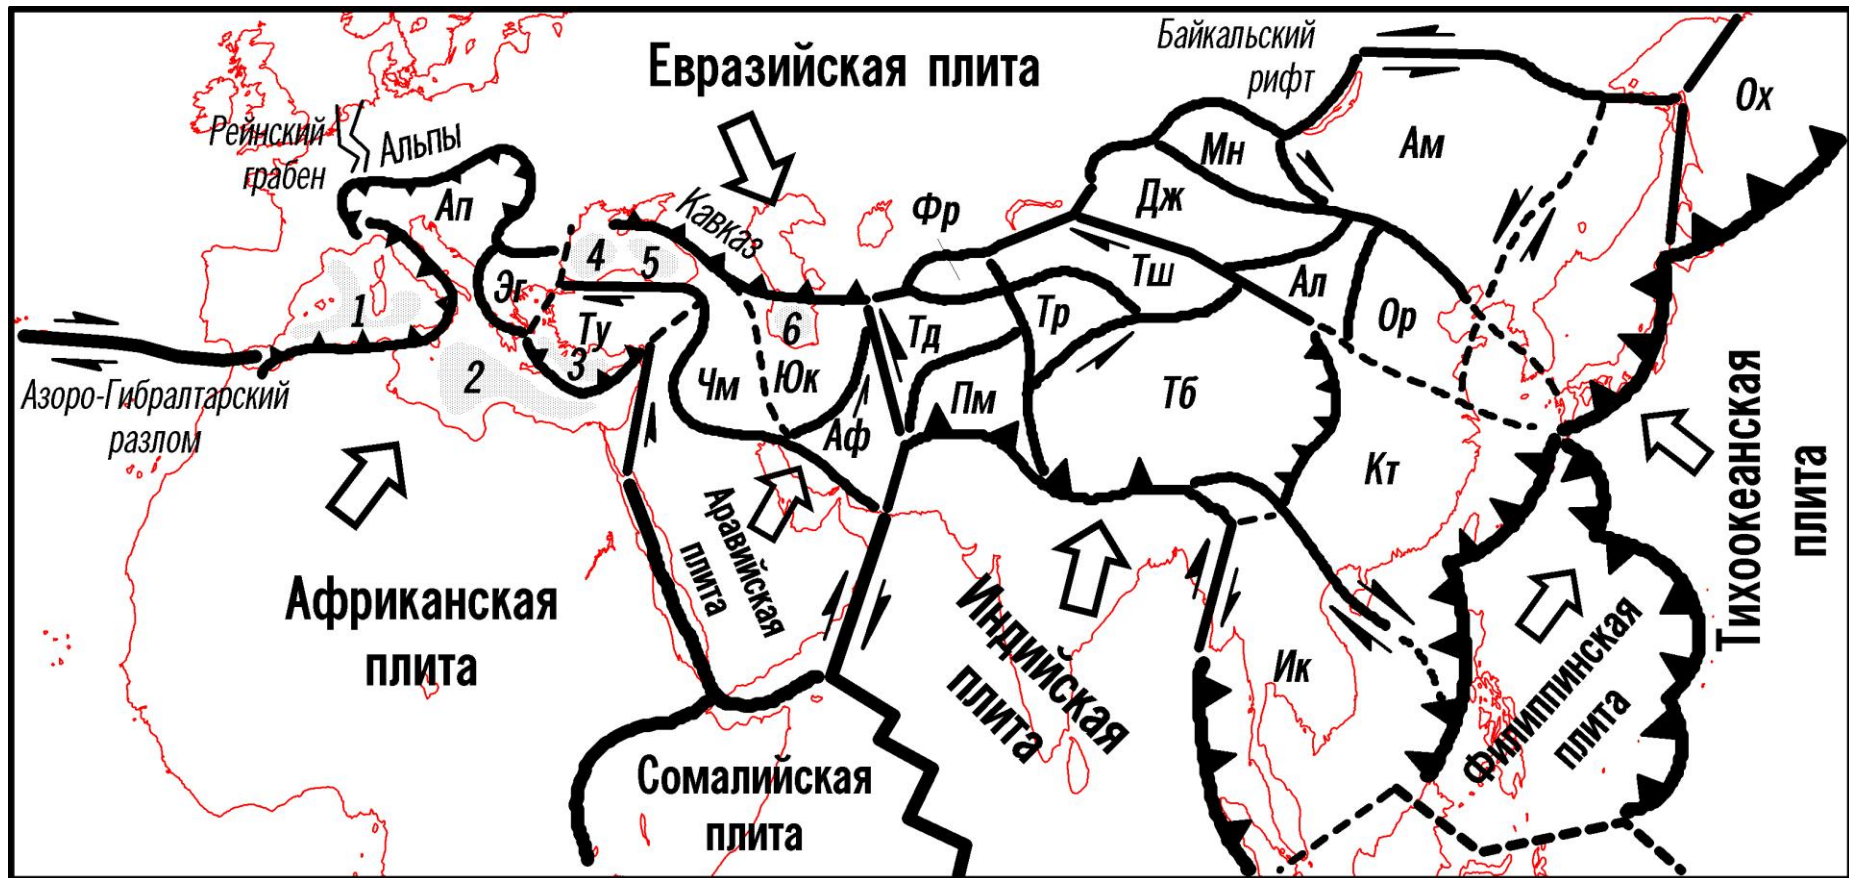 Евразийская плита
Байкальский
рифт
Ох
Рейнский
грабен
Альпы
Мн
Ам
Ап
Кавказ
Фр
Дж
4
5
Эг
Тш
Ал
1
Ту
6
Тд
Тр
Ор
2
3
Чм
Юк
Пм
Тб
Азоро-Гибралтарский
разлом
Аф
Кт
Тихоокеанская
плита
Аравийская
плита
Африканская
плита
Индийская
плита
Ик
Филиппинская
плита
Сомалийская
плита